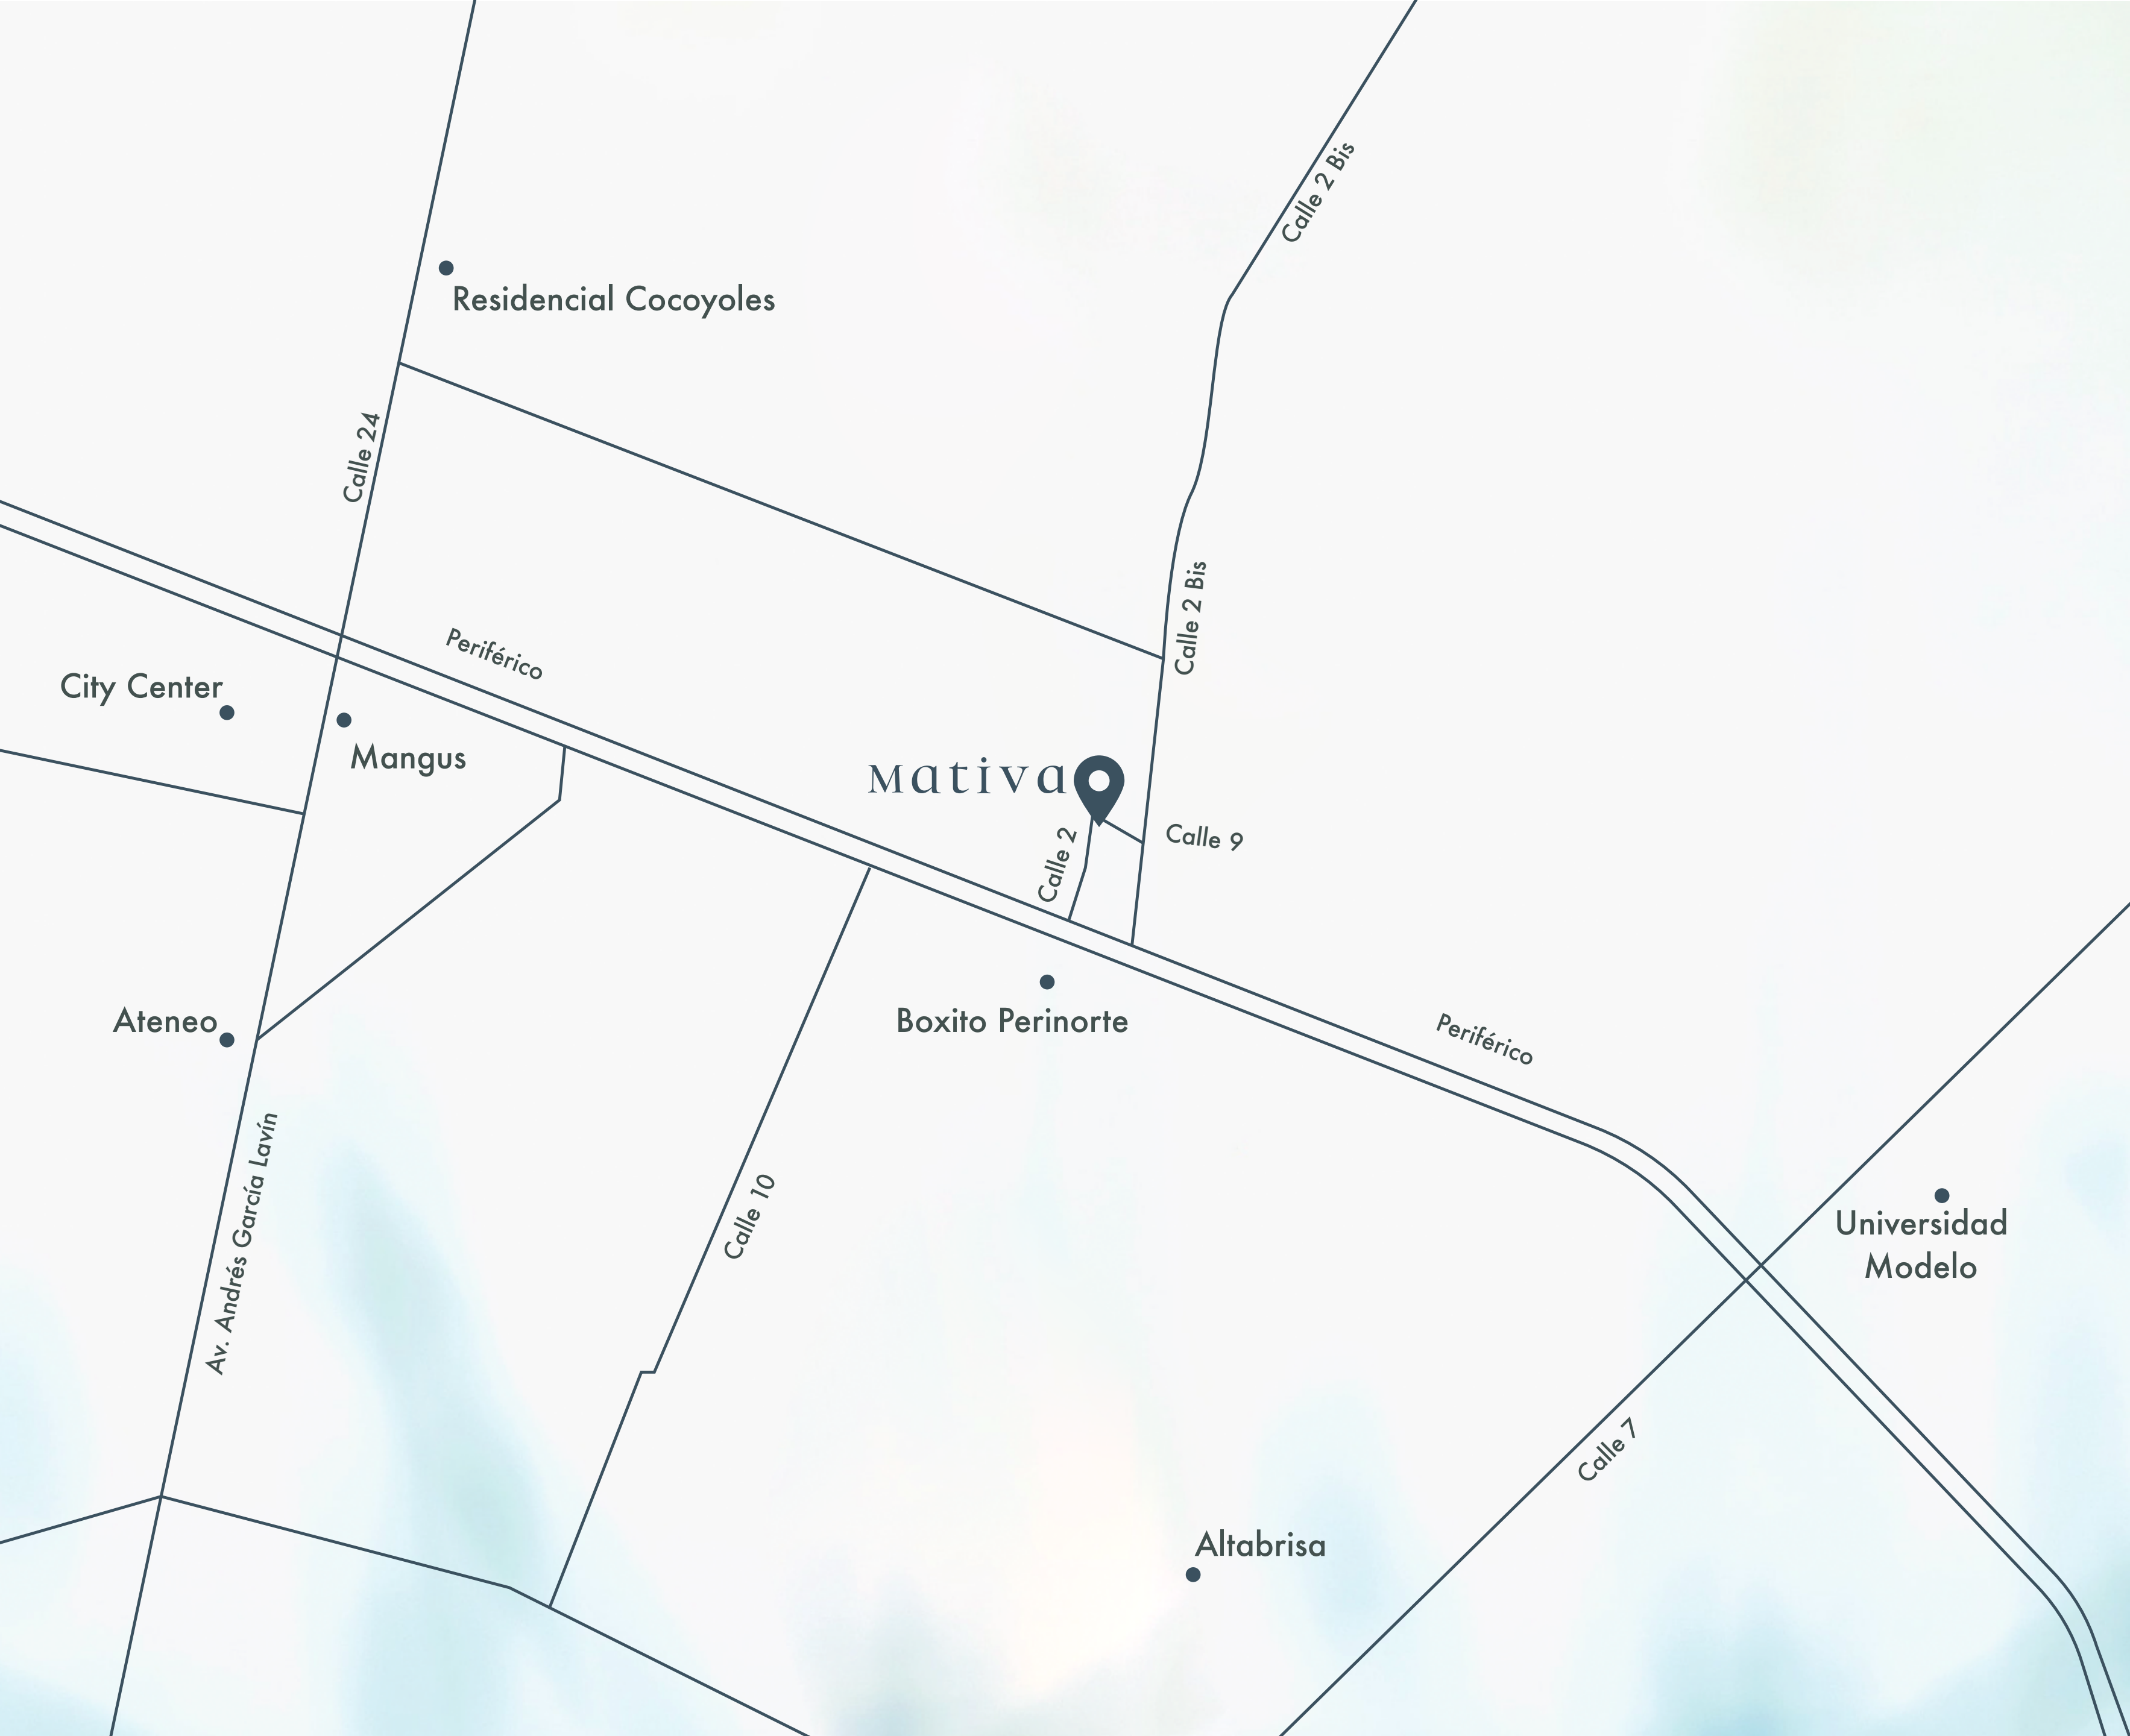 Calle 2 Bis
Residencial Cocoyoles
Calle 24
Calle 2 Bis
Periférico
City Center
Mangus
Mativa
Calle 2
Calle 9
Ateneo
Boxito Perinorte
Periférico
Av. Andrés García Lavín
Calle 10
Universidad
Modelo
Calle 7
Altabrisa